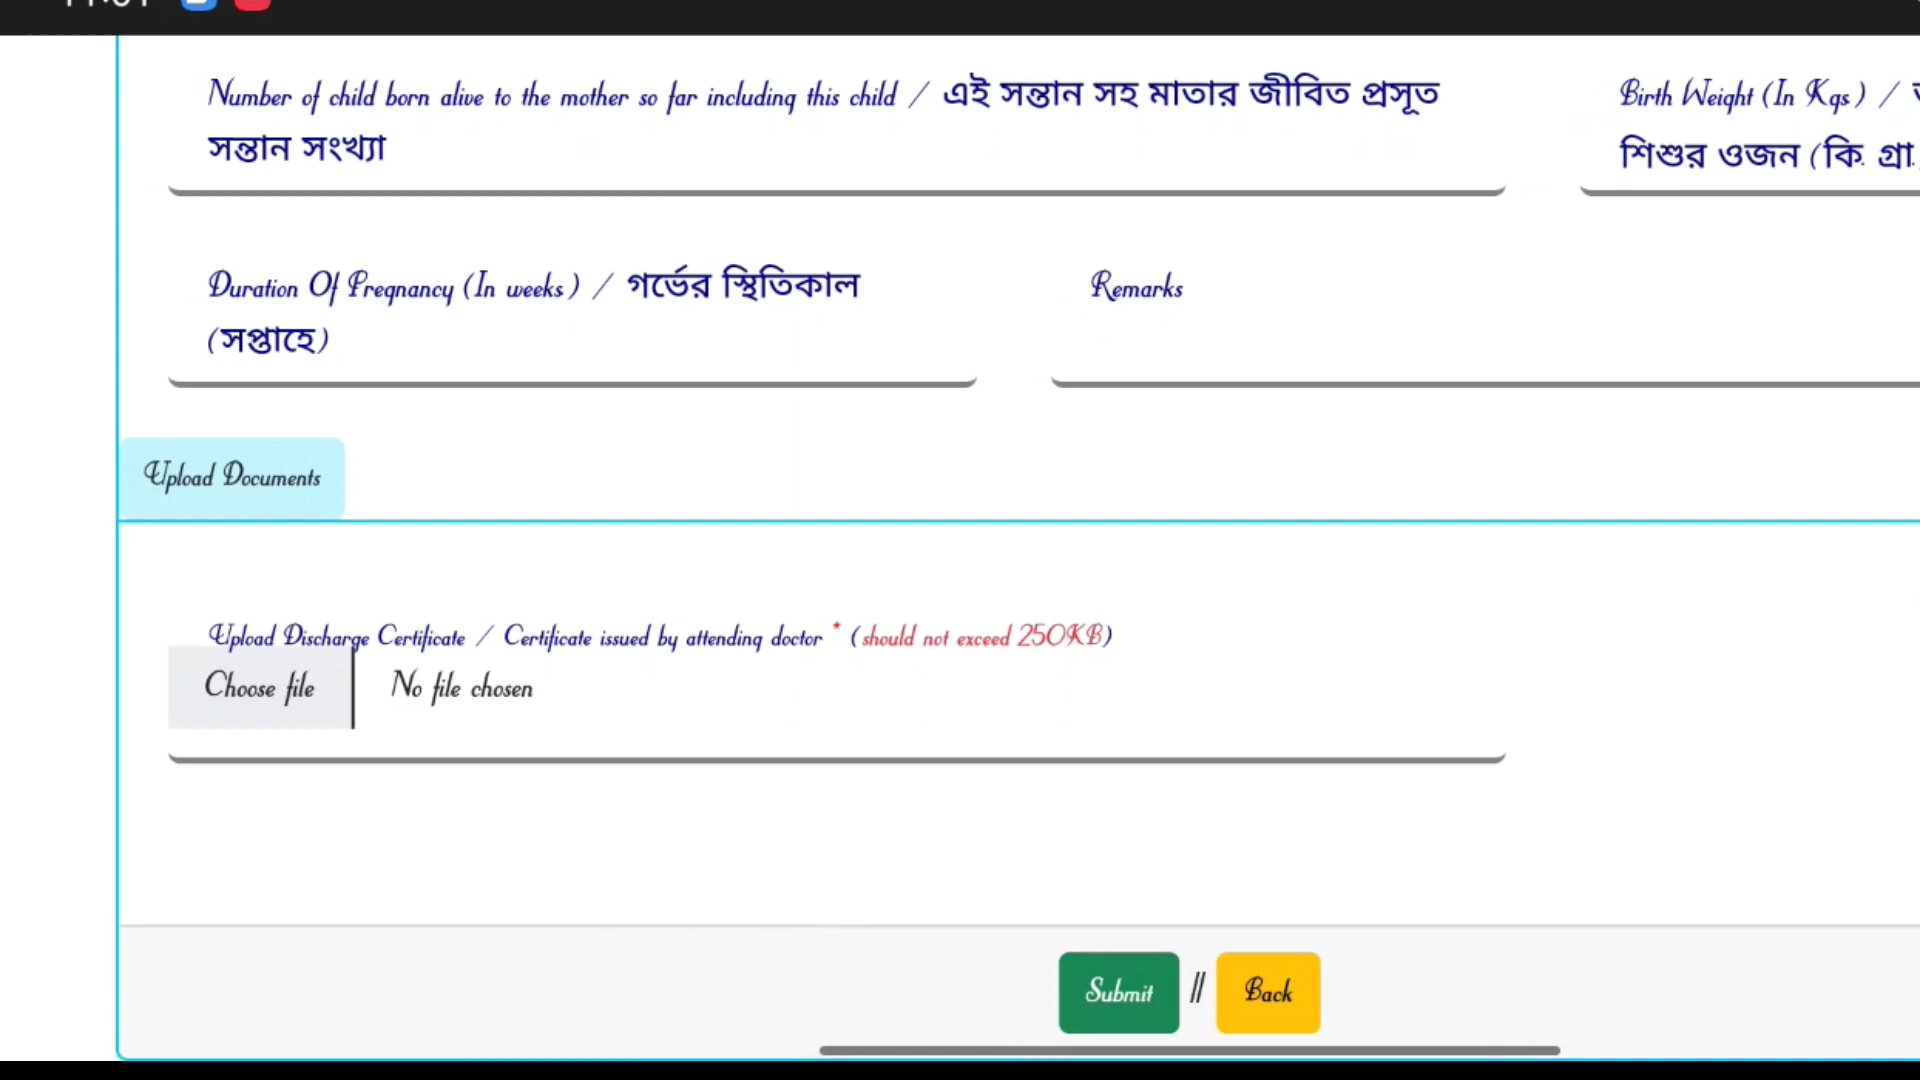 Number of child born alive to the mother so far including this child / এই সন্তান সহ মাতার জীবিত প্রসূত
সন্তান সংখ্যা
Birth Weight (In Kgs) /
শিশুর ওজন (কি. গ্রা.
Duration Of Pregnancy (In weeks) / গর্ভের স্থিতিকাল
(সপ্তাহে)
Remarks
Upload Documents
Upload Discharge Certificate / Certificate issued by attending doctor * (should not exceed 250KB)
Choose file No file chosen
Submit // Back